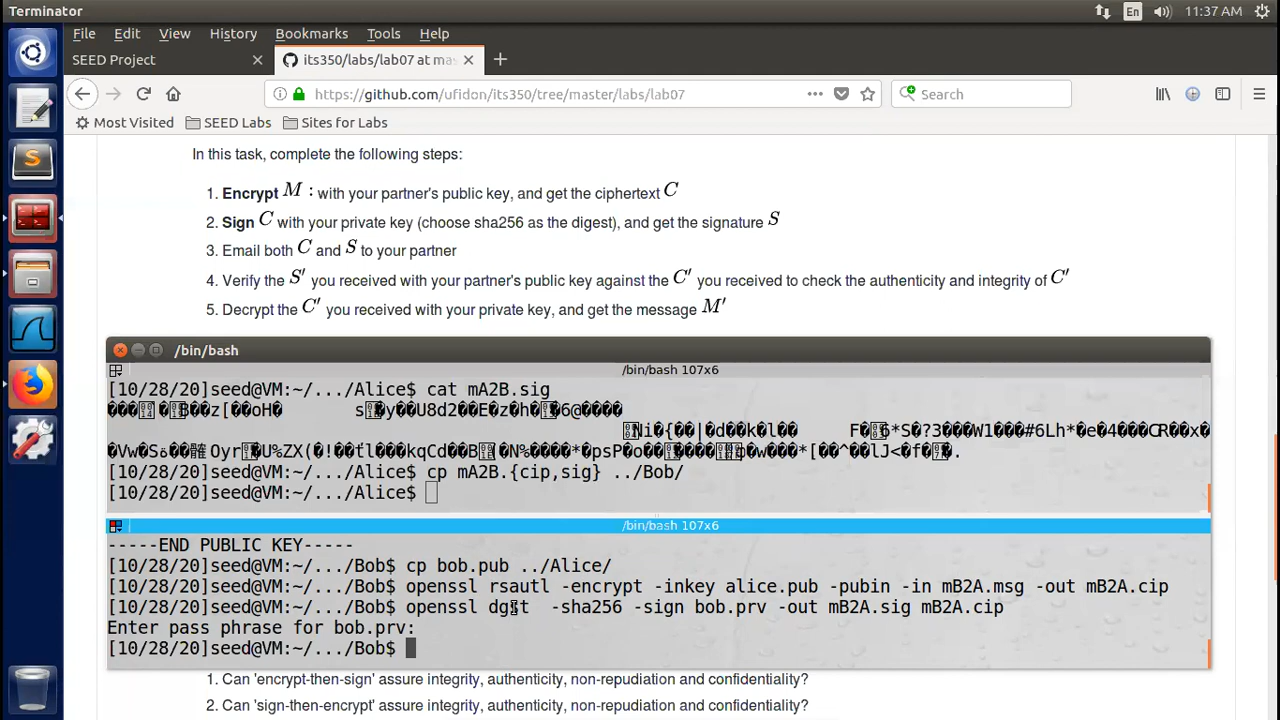 Terminator
En
11:37 AM
File Edit View History Bookmarks Tools Help
SEED Project
its350/labs/lab07 at mas
https://github.com/ufidon/its350/tree/master/labs/lab07
Search
Most Visited SEED Labs Sites for Labs
In this task, complete the following steps:
1. Encrypt M : with your partner's public key, and get the ciphertext C
2. Sign C with your private key (choose sha256 as the digest), and get the signature S
3. Email both C and S to your partner
4. Verify the S′ you received with your partner's public key against the C′ you received to check the authenticity and integrity of C′
5. Decrypt the C′ you received with your private key, and get the message M′
/bin/bash
/bin/bash 107x6
[10/28/20]seed@VM:~/.../Alice$ cat mA2B.sig
[10/28/20]seed@VM:~/.../Alice$ cp mA2B.{cip,sig} ../Bob/
[10/28/20]seed@VM:~/.../Alice$
/bin/bash 107x6
-----END PUBLIC KEY-----
[10/28/20]seed@VM:~/.../Bob$ cp bob.pub ../Alice/
[10/28/20]seed@VM:~/.../Bob$ openssl rsautl -encrypt -inkey alice.pub -pubin -in mB2A.msg -out mB2A.cip
[10/28/20]seed@VM:~/.../Bob$ openssl dgst -sha256 -sign bob.prv -out mB2A.sig mB2A.cip
Enter pass phrase for bob.prv:
[10/28/20]seed@VM:~/.../Bob$
1. Can 'encrypt-then-sign' assure integrity, authenticity, non-repudiation and confidentiality?
2. Can 'sign-then-encrypt' assure integrity, authenticity, non-repudiation and confidentiality?